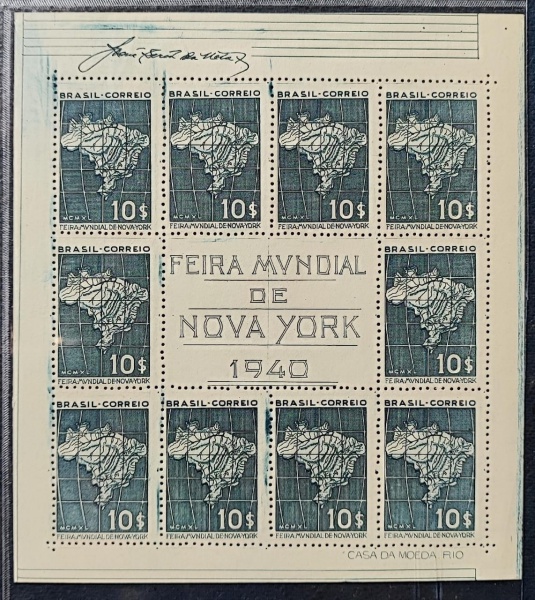 BRASIL-CORREIO BRASIL-CORREIO BRASIL-CORREIO BRASIL-CORREIO
MCMXL 10$ MCMXL 10$ MCMXL 10$ MCMXL 10$
FEIRA MVNDIAL DE NOVA YORK FEIRA MVNDIAL DE NOVA YORK FEIRA MVNDIAL DE NOVA YORK FEIRA MVNDIAL DE NOVA YORK
BRASIL-CORREIO
MCMXL 10$
FEIRA MVNDIAL DE NOVA YORK
FEIRA MVNDIAL
DE
NOVA YORK
1940
BRASIL-CORREIO
MCMXL 10$
FEIRA MVNDIAL DE NOVA YORK
BRASIL-CORREIO BRASIL-CORREIO BRASIL-CORREIO BRASIL-CORREIO
MCMXL 10$ MCMXL 10$ MCMXL 10$ MCMXL 10$
FEIRA MVNDIAL DE NOVA YORK FEIRA MVNDIAL DE NOVA YORK FEIRA MVNDIAL DE NOVA YORK FEIRA MVNDIAL DE NOVA YORK
CASA DA MOEDA RIO